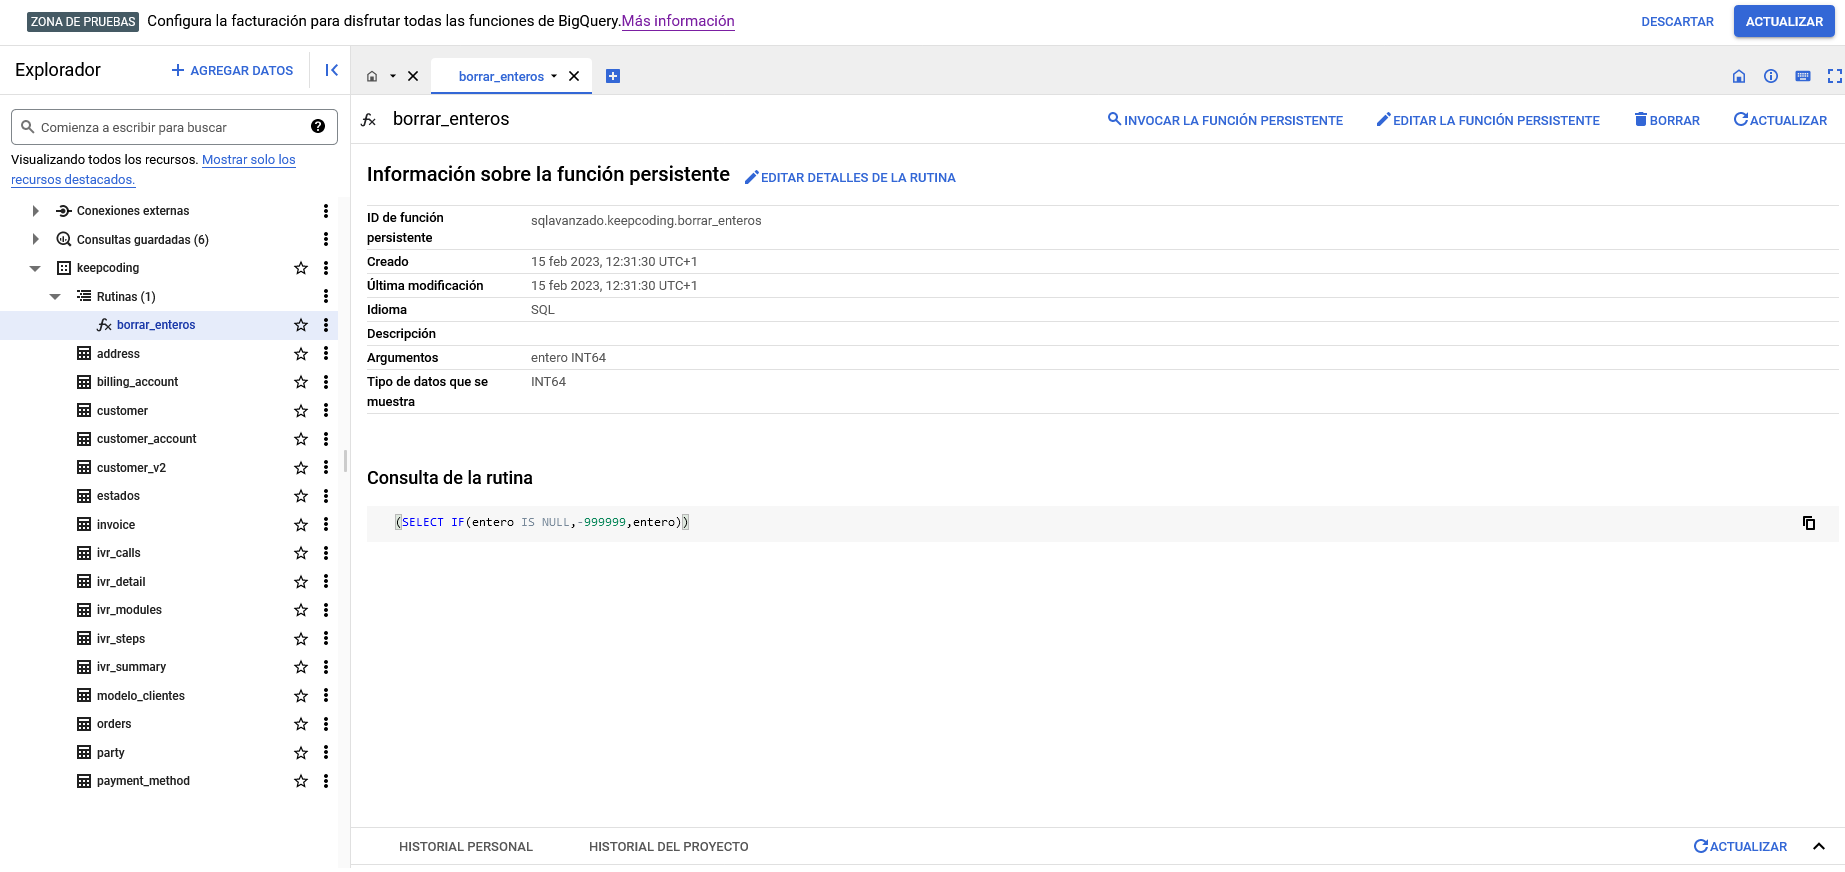 ZONA DE PRUEBAS Configura la facturación para disfrutar todas las funciones de BigQuery.Más información
DESCARTAR
ACTUALIZAR
Explorador
AGREGAR DATOS
Comienza a escribir para buscar
Visualizando todos los recursos. Mostrar solo los
recursos destacados.
Conexiones externas
Consultas guardadas (6)
keepcoding
Rutinas (1)
borrar_enteros
address
billing_account
customer
customer_account
customer_v2
estados
invoice
ivr_calls
ivr_detail
ivr_modules
ivr_steps
ivr_summary
modelo_clientes
orders
party
payment_method
borrar_enteros
borrar_enteros
INVOCAR LA FUNCIÓN PERSISTENTE
EDITAR LA FUNCIÓN PERSISTENTE
BORRAR
ACTUALIZAR
Información sobre la función persistente
EDITAR DETALLES DE LA RUTINA
ID de función
persistente
sqlavanzado.keepcoding.borrar_enteros
Creado
15 feb 2023, 12:31:30 UTC+1
Última modificación
15 feb 2023, 12:31:30 UTC+1
Idioma
SQL
Descripción
Argumentos
entero INT64
Tipo de datos que se
muestra
INT64
Consulta de la rutina
(SELECT IF(entero IS NULL,-999999,entero))
HISTORIAL PERSONAL
HISTORIAL DEL PROYECTO
ACTUALIZAR